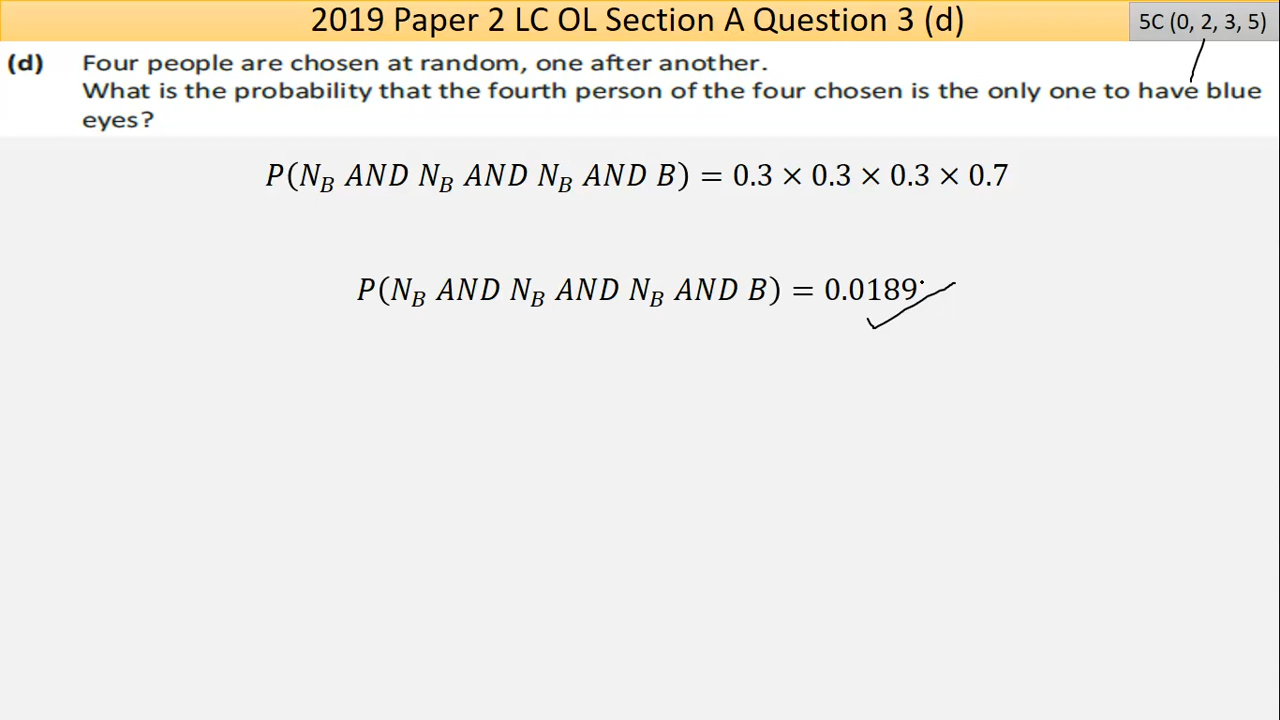 2019 Paper 2 LC OL Section A Question 3 (d)
5C (0, 2, 3, 5)
(d) Four people are chosen at random, one after another.
What is the probability that the fourth person of the four chosen is the only one to have blue
eyes?
P(N_B AND N_B AND N_B AND B) = 0.3 × 0.3 × 0.3 × 0.7
P(N_B AND N_B AND N_B AND B) = 0.0189